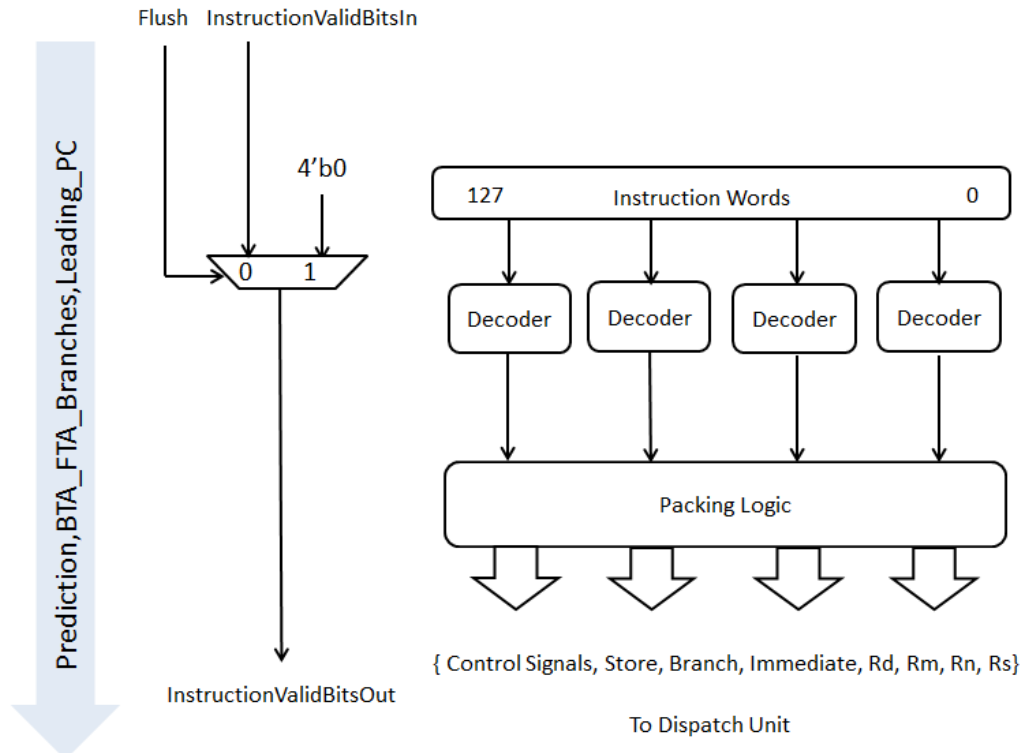 Flush InstructionValidBitsIn
Prediction,BTA_FTA_Branches,Leading_PC
4'b0
127 Instruction Words 0
0 1
Decoder Decoder Decoder Decoder
Packing Logic
{ Control Signals, Store, Branch, Immediate, Rd, Rm, Rn, Rs}
InstructionValidBitsOut
To Dispatch Unit